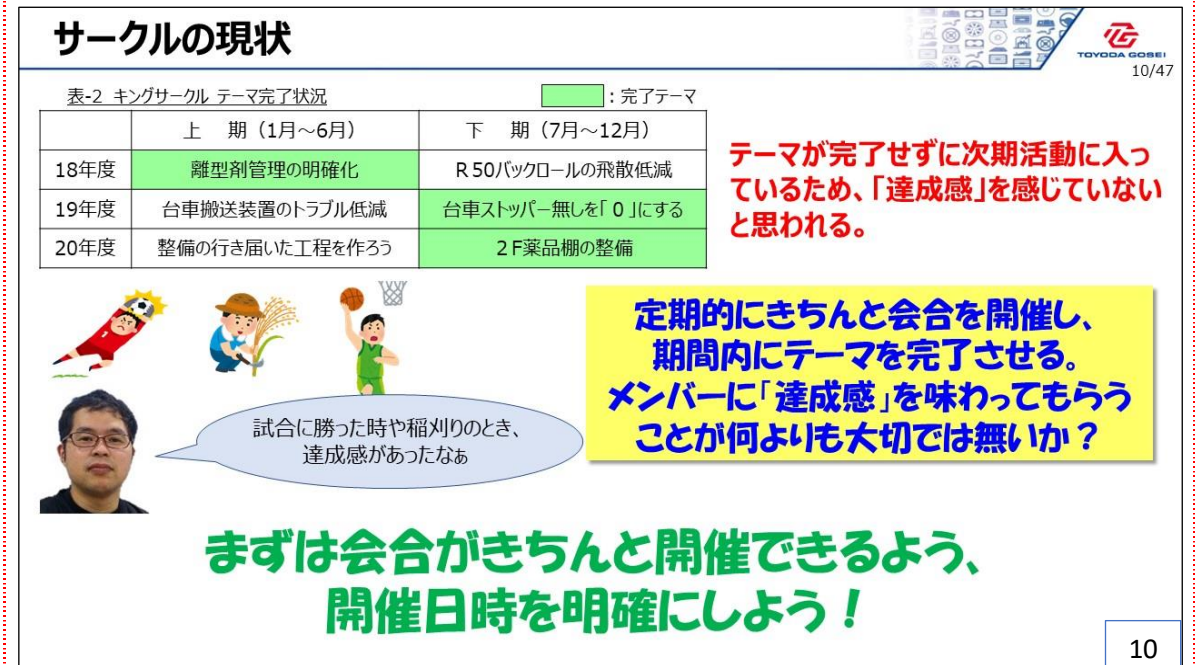 サークルの現状
TG
TOYODA GOSEI
10/47
表-2 キングサークル テーマ完了状況
：完了テーマ
上　期（1月～6月）　下　期（7月～12月）
18年度　離型剤管理の明確化　R50バックロールの飛散低減
19年度　台車搬送装置のトラブル低減　台車ストッパー無しを「０」にする
20年度　整備の行き届いた工程を作ろう　２F薬品棚の整備
テーマが完了せずに次期活動に入っ
ているため、「達成感」を感じていない
と思われる。
定期的にきちんと会合を開催し、
期間内にテーマを完了させる。
メンバーに「達成感」を味わってもらう
ことが何よりも大切では無いか？
1
試合に勝った時や稲刈りのとき、
達成感があったなぁ
まずは会合がきちんと開催できるよう、
開催日時を明確にしよう！
10